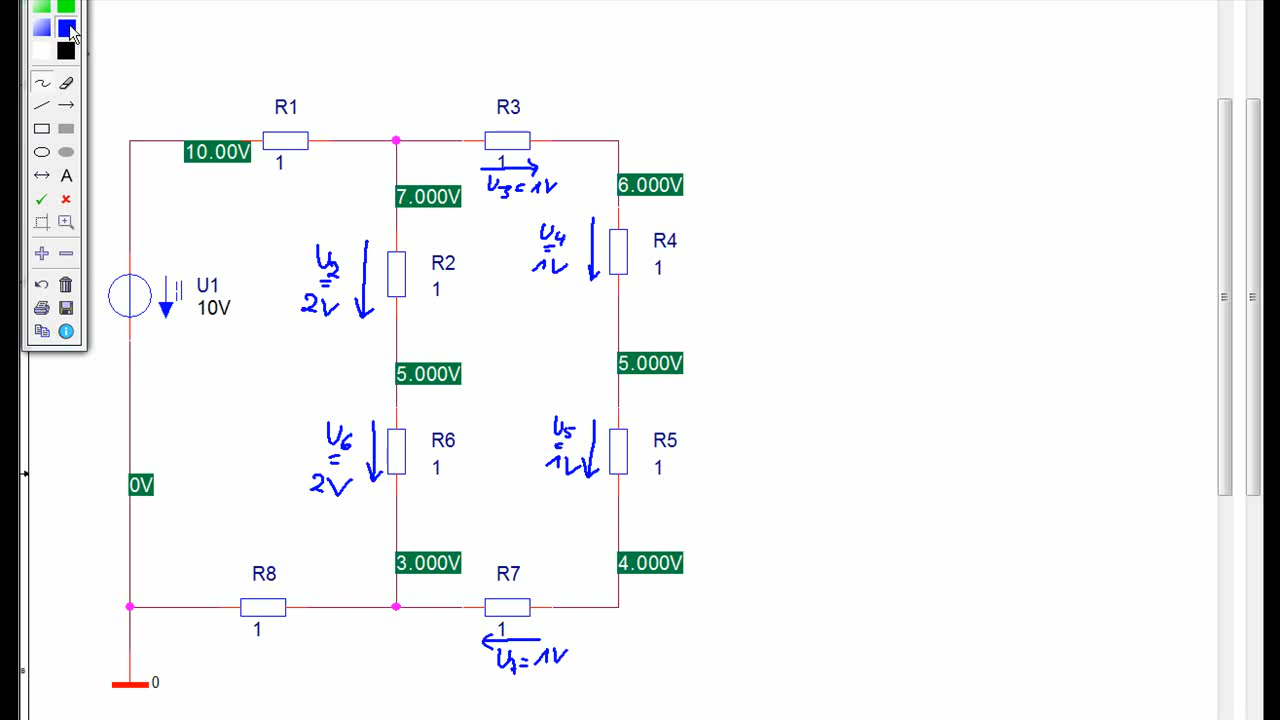 R1
R3
10.00V
1
1
U3=1V
7.000V
6.000V
U4
=
1V
R4
1
U2
=
2V
R2
1
U1
10V
5.000V
5.000V
U6
=
2V
R6
1
U5
=
1V
R5
1
0V
R8
3.000V
R7
4.000V
1
1
U7=1V
0
A